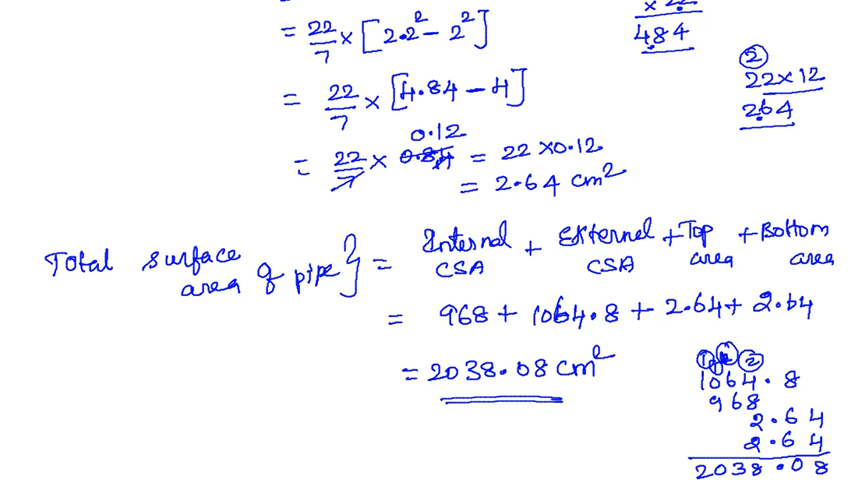 × 22
= 22/7 × [2.2² - 2²]
484
= 22/7 × [4.84 - 4]
2
22×12
264
0.12
= 22/7 × 0.84 = 22 × 0.12
= 2.64 cm²
Total surface area of pipe } = Internal CSA + External CSA + Top area + Bottom area
= 968 + 1064.8 + 2.64 + 2.64
= 2038.08 cm²
1064.8
968
2.64
2.64
2038.08